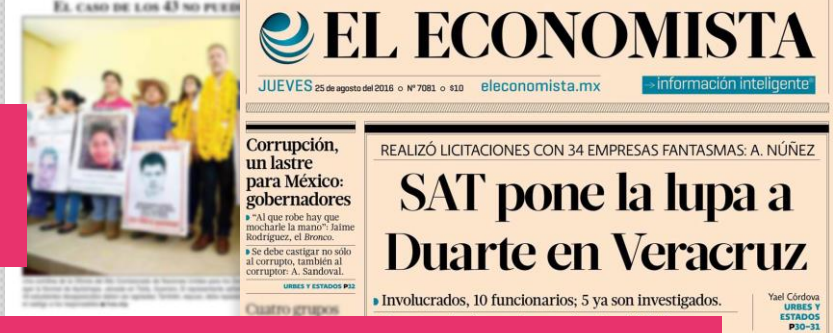 EL CASO DE LOS 43 NO PUED
EL ECONOMISTA
JUEVES 25 de agosto del 2016 o Nº 7081 o $10 eleconomista.mx → información inteligente
Corrupción,
un lastre
para México:
gobernadores
"Al que robe hay que
mocharle la mano": Jaime
Rodríguez, el Bronco.
Se debe castigar no sólo
al corrupto, también al
corruptor: A. Sandoval.
URBES Y ESTADOS P32
Cuatro grupos
REALIZÓ LICITACIONES CON 34 EMPRESAS FANTASMAS: A. NÚÑEZ
SAT pone la lupa a
Duarte en Veracruz
Involucrados, 10 funcionarios; 5 ya son investigados.
Yael Córdova
URBES Y
ESTADOS
P30-31